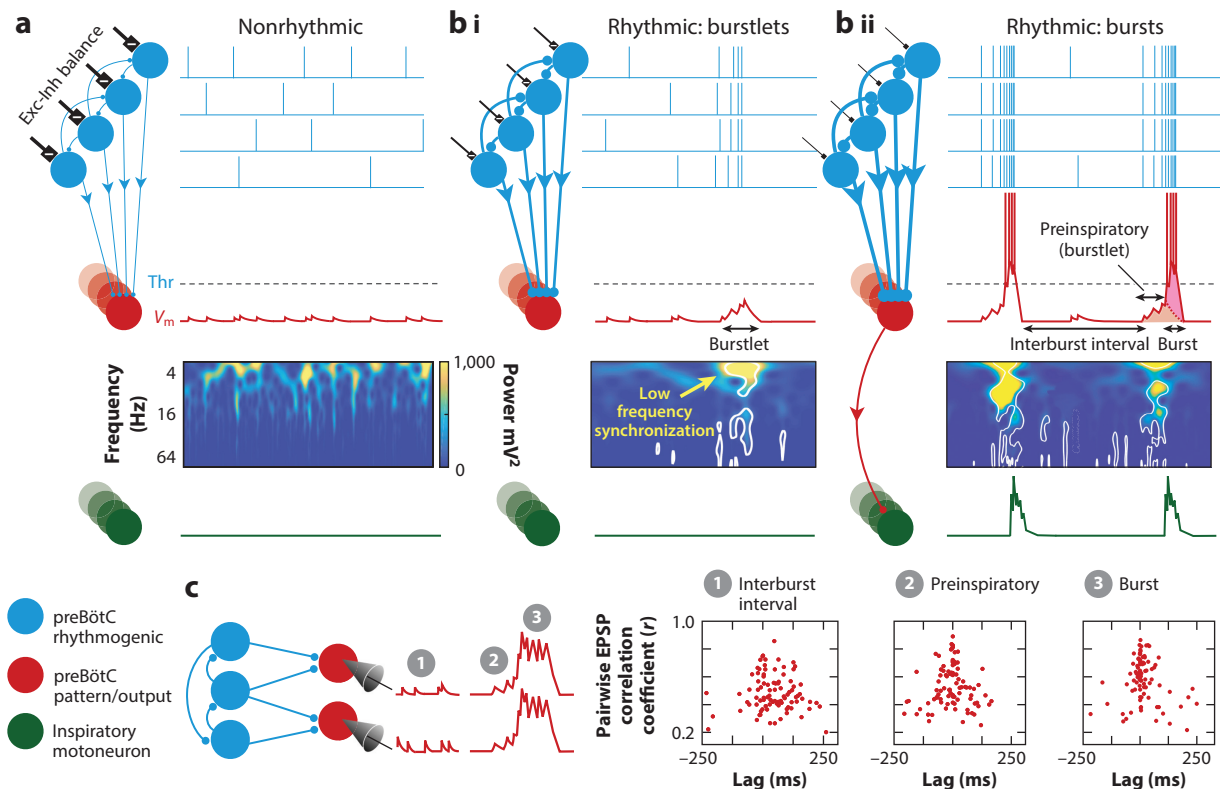 a
Nonrhythmic
b i
Rhythmic: burstlets
b ii
Rhythmic: bursts
Exc-Inh balance
Thr
Vm
Burstlet
Preinspiratory
(burstlet)
Interburst interval
Burst
Frequency
(Hz)
4
16
64
1,000
0
Power mV²
Low
frequency
synchronization
preBötC
rhythmogenic
preBötC
pattern/output
Inspiratory
motoneuron
c
1
2
3
1 Interburst
interval
2 Preinspiratory
3 Burst
Pairwise EPSP
correlation
coefficient (r)
1.0
0.2
−250
250
Lag (ms)
−250
250
Lag (ms)
−250
250
Lag (ms)